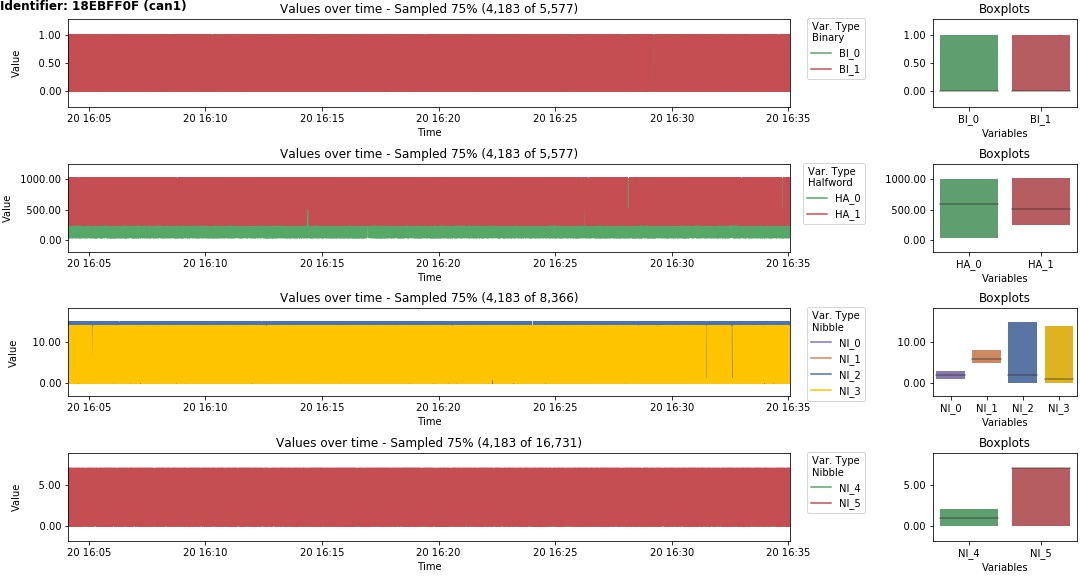 Identifier: 18EBFF0F (can1)
Values over time - Sampled 75% (4,183 of 5,577)
Value
1.00
0.50
0.00
20 16:05
20 16:10
20 16:15
20 16:20
20 16:25
20 16:30
20 16:35
Time
Var. Type
Binary
BI_0
BI_1
Boxplots
1.00
0.50
0.00
BI_0
BI_1
Variables
Values over time - Sampled 75% (4,183 of 5,577)
Value
1000.00
500.00
0.00
20 16:05
20 16:10
20 16:15
20 16:20
20 16:25
20 16:30
20 16:35
Time
Var. Type
Halfword
HA_0
HA_1
Boxplots
1000.00
500.00
0.00
HA_0
HA_1
Variables
Values over time - Sampled 75% (4,183 of 8,366)
Value
10.00
0.00
20 16:05
20 16:10
20 16:15
20 16:20
20 16:25
20 16:30
20 16:35
Time
Var. Type
Nibble
NI_0
NI_1
NI_2
NI_3
Boxplots
10.00
0.00
NI_0
NI_1
NI_2
NI_3
Variables
Values over time - Sampled 75% (4,183 of 16,731)
Value
5.00
0.00
20 16:05
20 16:10
20 16:15
20 16:20
20 16:25
20 16:30
20 16:35
Time
Var. Type
Nibble
NI_4
NI_5
Boxplots
5.00
0.00
NI_4
NI_5
Variables